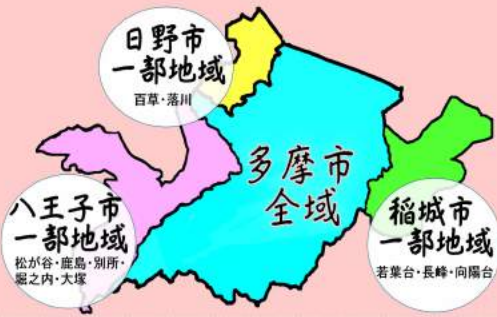 日野市
一部地域
百草・落川
多摩市
全域
八王子市
一部地域
松が谷・鹿島・別所・
堀之内・大塚
稲城市
一部地域
若葉台・長峰・向陽台